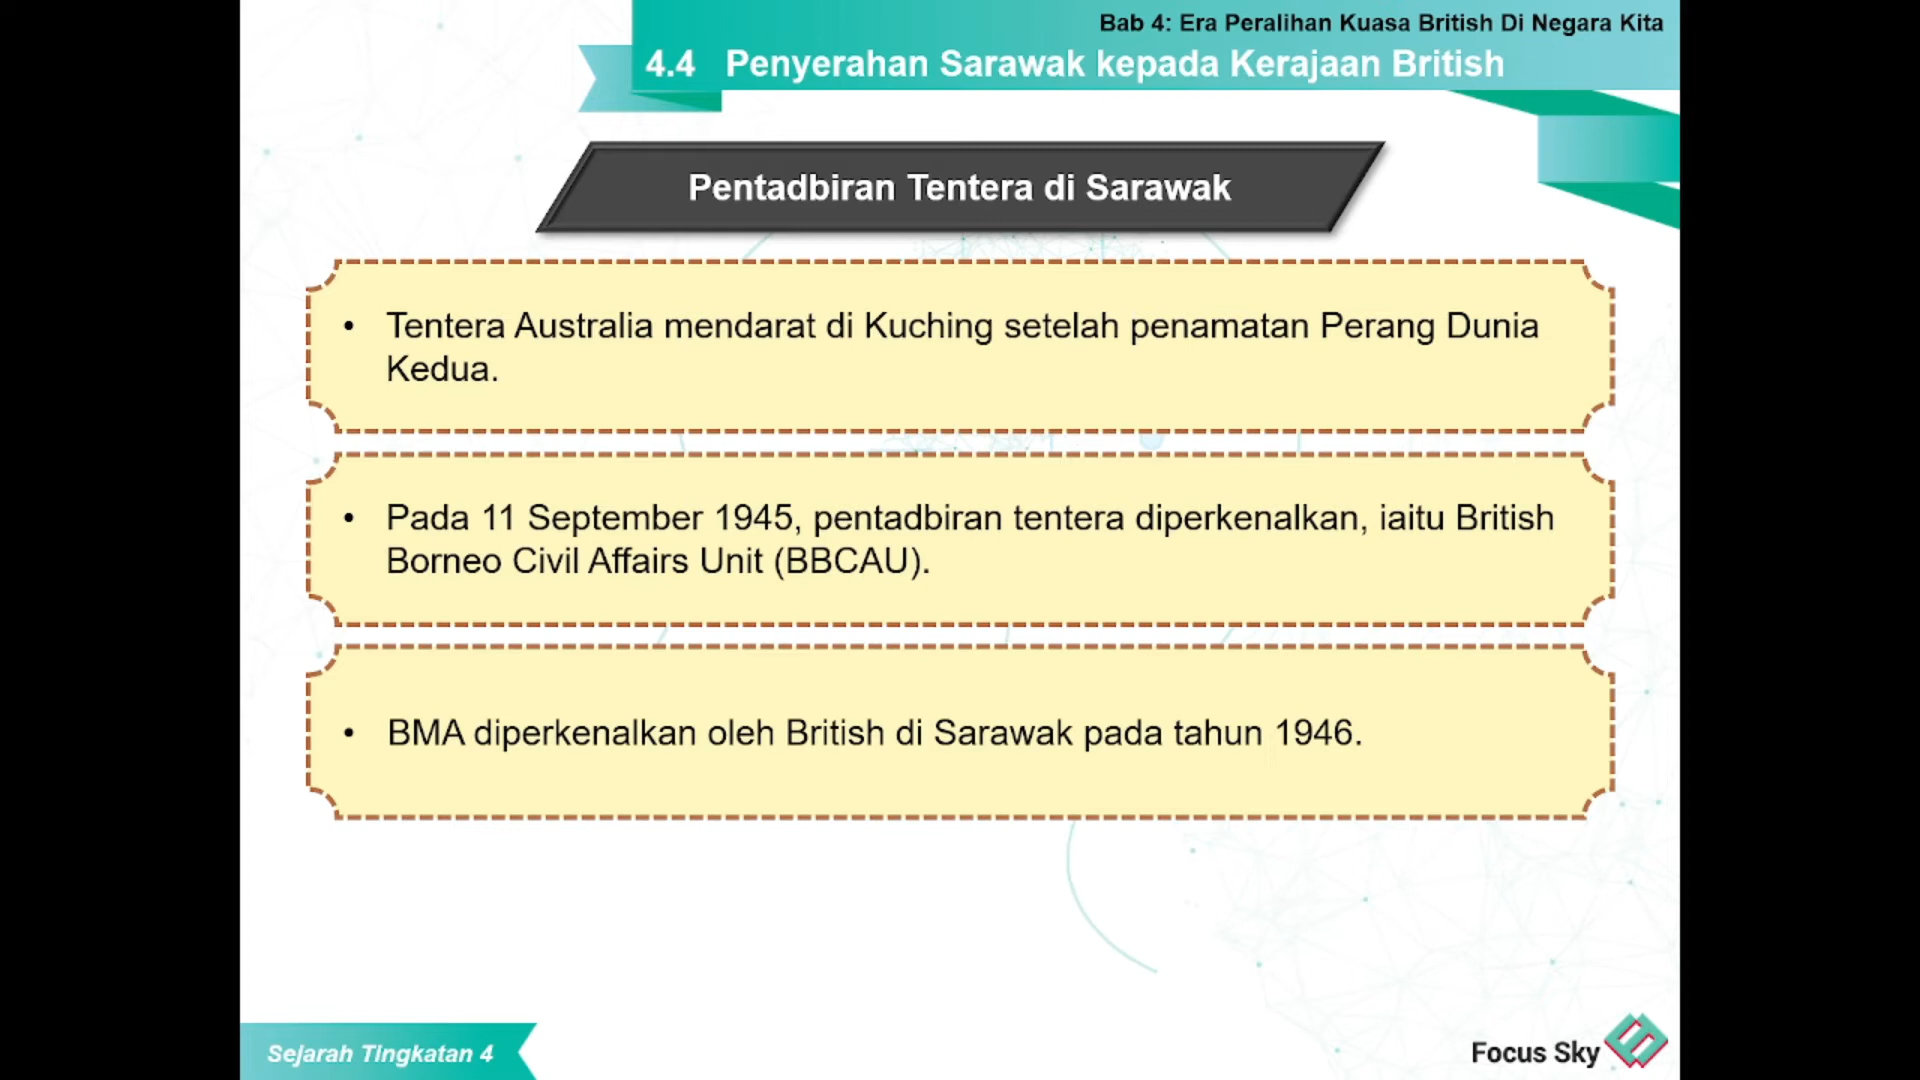 Bab 4: Era Peralihan Kuasa British Di Negara Kita
4.4 Penyerahan Sarawak kepada Kerajaan British
Pentadbiran Tentera di Sarawak
• Tentera Australia mendarat di Kuching setelah penamatan Perang Dunia
Kedua.
• Pada 11 September 1945, pentadbiran tentera diperkenalkan, iaitu British
Borneo Civil Affairs Unit (BBCAU).
• BMA diperkenalkan oleh British di Sarawak pada tahun 1946.
Sejarah Tingkatan 4
Focus Sky